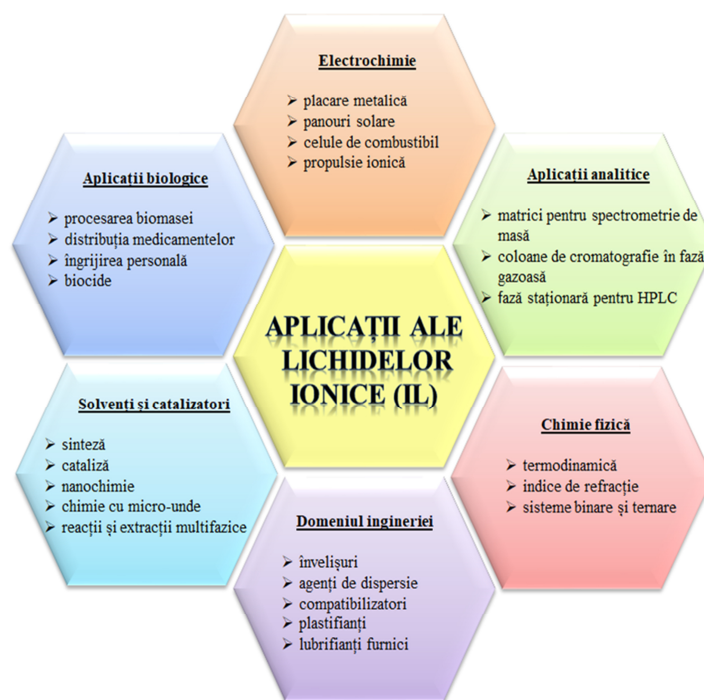 Electrochimie
➢ placare metalică
➢ panouri solare
➢ celule de combustibil
➢ propulsie ionică
Aplicații biologice
➢ procesarea biomasei
➢ distribuția medicamentelor
➢ îngrijirea personală
➢ biocide
Aplicații analitice
➢ matrici pentru spectrometrie de
masă
➢ coloane de cromatografie în fază
gazoasă
➢ fază staționară pentru HPLC
APLICAȚII ALE
LICHIDELOR
IONICE (IL)
Solvenți și catalizatori
➢ sinteză
➢ cataliză
➢ nanochimie
➢ chimie cu micro-unde
➢ reacții și extracții multifazice
Chimie fizică
➢ termodinamică
➢ indice de refracție
➢ sisteme binare și ternare
Domeniul ingineriei
➢ învelișuri
➢ agenți de dispersie
➢ compatibilizatori
➢ plastifianți
➢ lubrifianți furnici